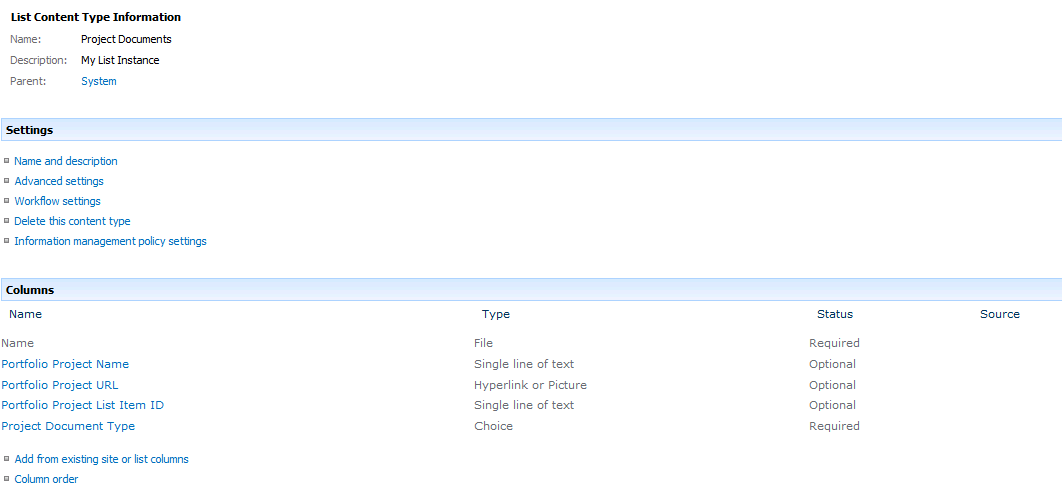 List Content Type Information
Name: Project Documents
Description: My List Instance
Parent: System
Settings
Name and description
Advanced settings
Workflow settings
Delete this content type
Information management policy settings
Columns
Name Type Status Source
Name File Required
Portfolio Project Name Single line of text Optional
Portfolio Project URL Hyperlink or Picture Optional
Portfolio Project List Item ID Single line of text Optional
Project Document Type Choice Required
Add from existing site or list columns
Column order